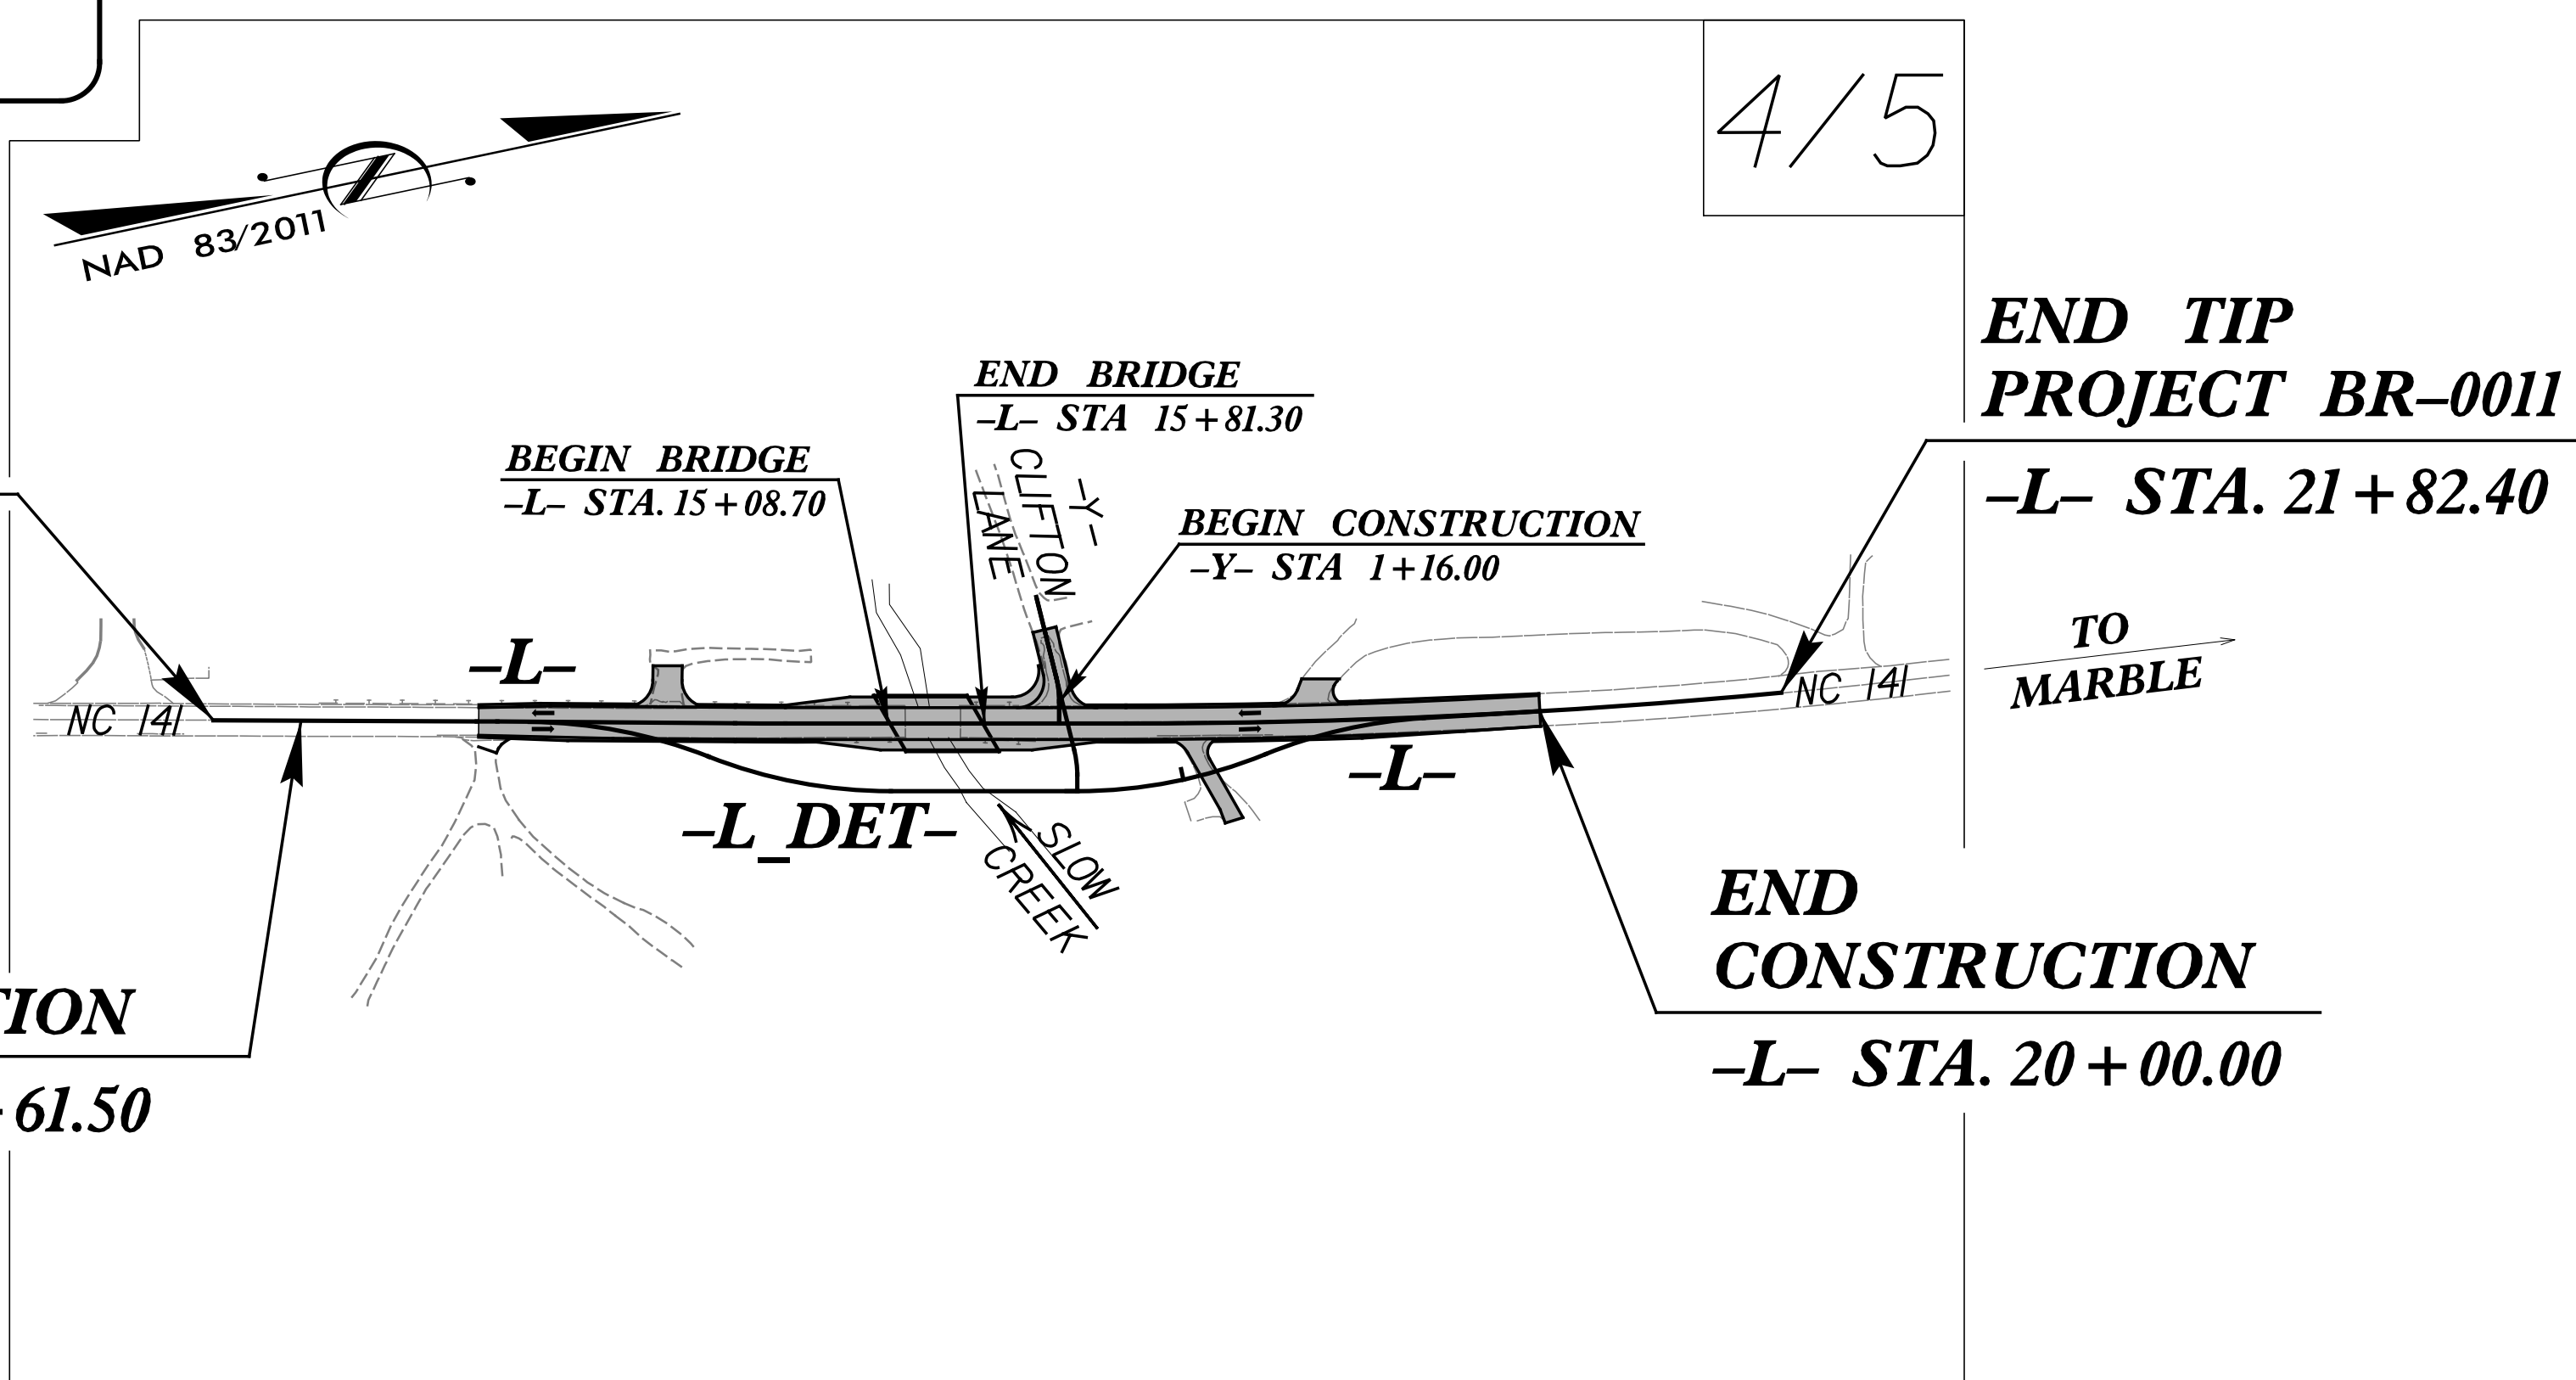 4/5
NAD 83/2011
END TIP
PROJECT BR–0011
–L– STA. 21+82.40
END BRIDGE
–L– STA 15+81.30
BEGIN BRIDGE
–L– STA. 15+08.70
CLIFTON
LANE
–Y–
BEGIN CONSTRUCTION
–Y– STA 1+16.00
TO
MARBLE
–L–
NC 141
NC 141
–L–
–L_DET–
SLOW
CREEK
END
CONSTRUCTION
–L– STA. 20+00.00
TION
61.50